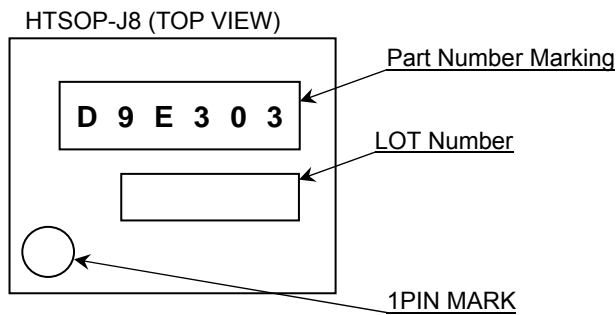 HTSOP-J8 (TOP VIEW)
Part Number Marking
D 9 E 3 0 3
LOT Number
1PIN MARK